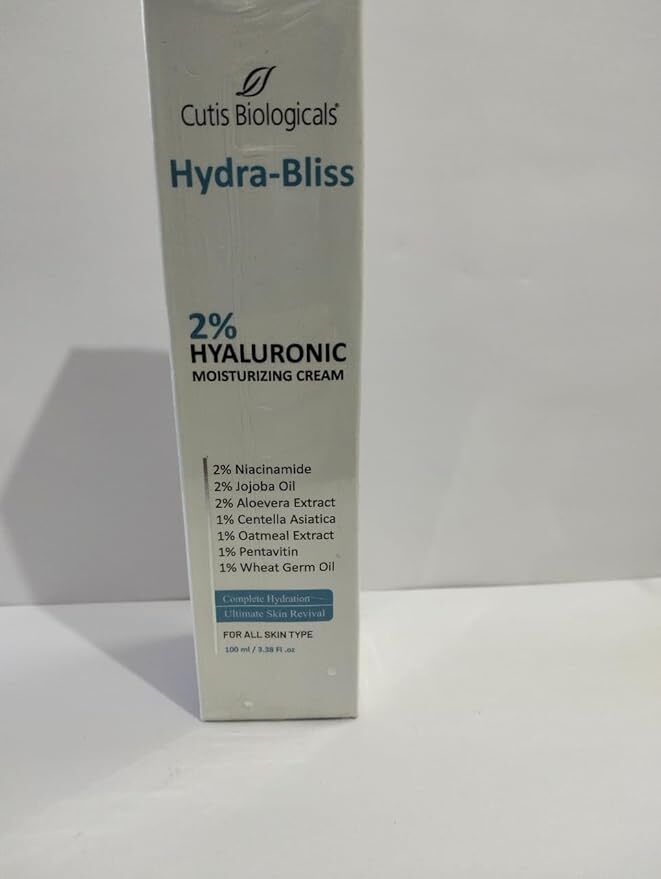 Cutis Biologicals®
Hydra-Bliss
2%
HYALURONIC
MOISTURIZING CREAM
2% Niacinamide
2% Jojoba Oil
2% Aloevera Extract
1% Centella Asiatica
1% Oatmeal Extract
1% Pentavitin
1% Wheat Germ Oil
Complete Hydration
Ultimate Skin Revival
FOR ALL SKIN TYPE
100 ml / 3.38 Fl .oz